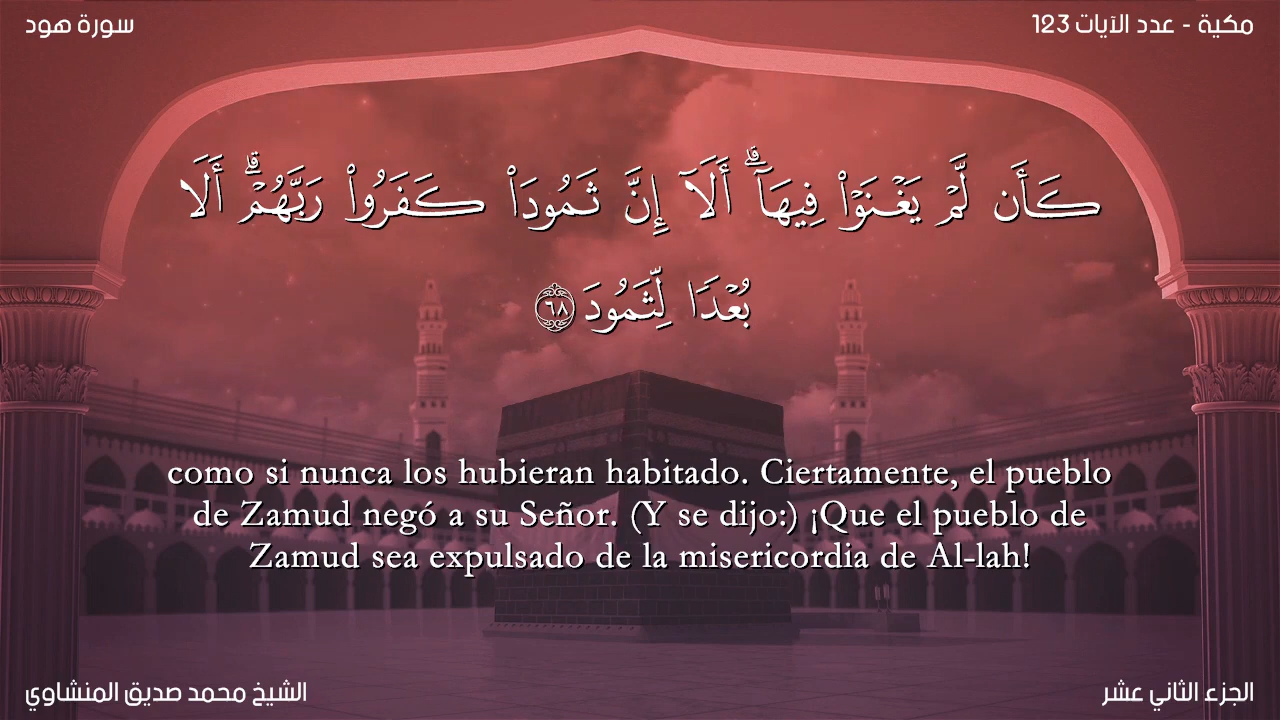 مكية - عدد الآيات 123
سورة هود
كَأَن لَّمْ يَغْنَوْا۟ فِيهَآ ۗ أَلَآ إِنَّ ثَمُودَا۟ كَفَرُوا۟ رَبَّهُمْ ۗ أَلَا
بُعْدًا لِّثَمُودَ ٦٨
como si nunca los hubieran habitado. Ciertamente, el pueblo
de Zamud negó a su Señor. (Y se dijo:) ¡Que el pueblo de
Zamud sea expulsado de la misericordia de Al-lah!
الجزء الثاني عشر
الشيخ محمد صديق المنشاوي